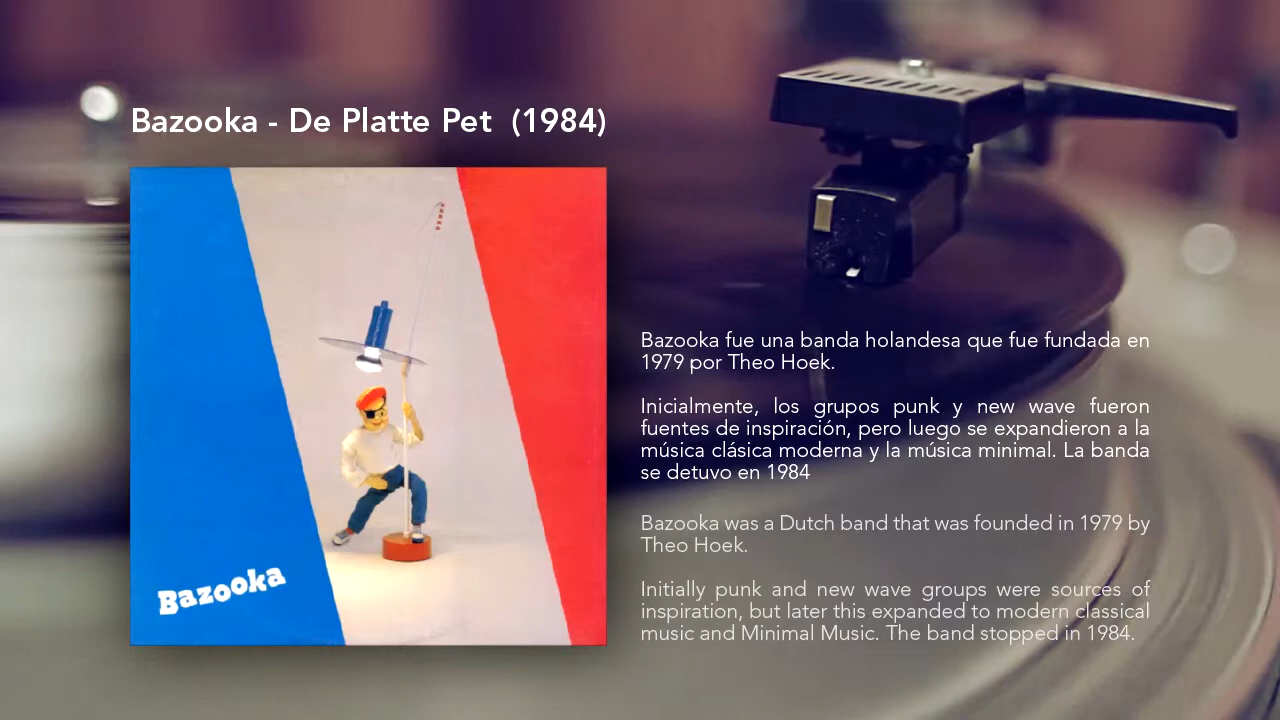 Bazooka - De Platte Pet (1984)
Bazooka
Bazooka fue una banda holandesa que fue fundada en
1979 por Theo Hoek.
Inicialmente, los grupos punk y new wave fueron
fuentes de inspiración, pero luego se expandieron a la
música clásica moderna y la música minimal. La banda
se detuvo en 1984
Bazooka was a Dutch band that was founded in 1979 by
Theo Hoek.
Initially punk and new wave groups were sources of
inspiration, but later this expanded to modern classical
music and Minimal Music. The band stopped in 1984.